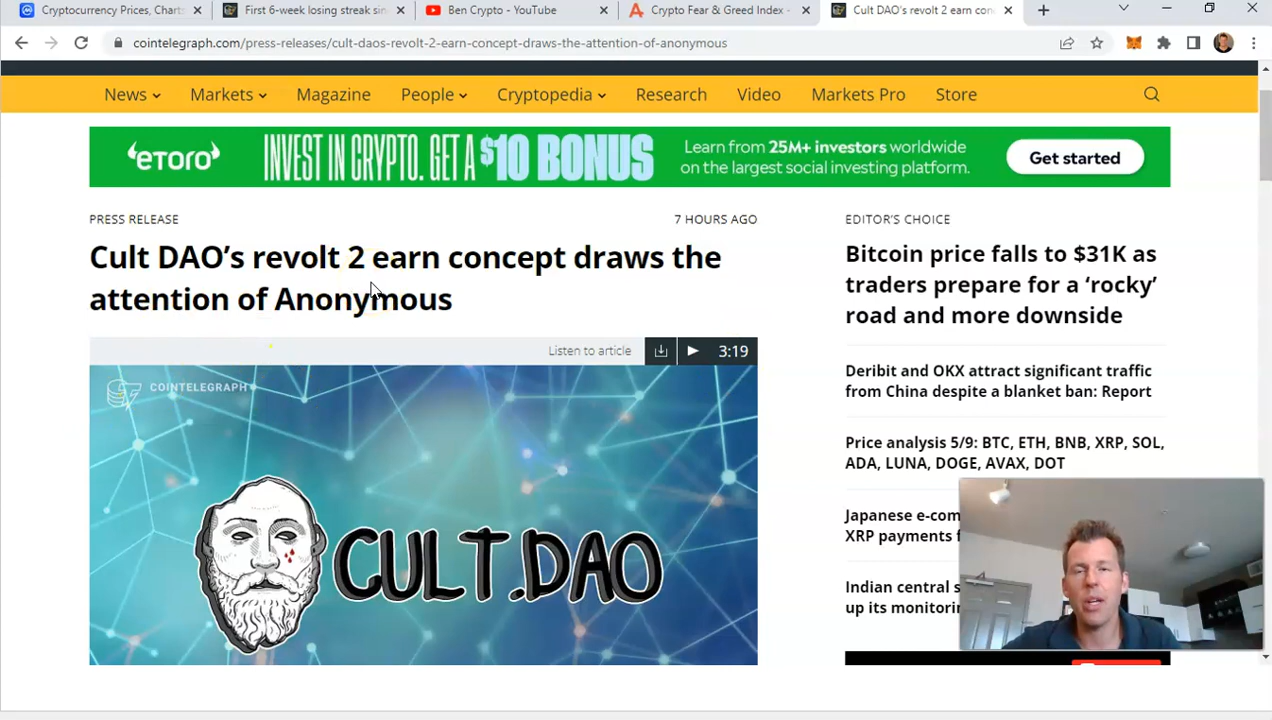 Cryptocurrency Prices, Chart
First 6-week losing streak sin
Ben Crypto - YouTube
Crypto Fear & Greed Index -
Cult DAO's revolt 2 earn con
cointelegraph.com/press-releases/cult-daos-revolt-2-earn-concept-draws-the-attention-of-anonymous
News Markets Magazine People Cryptopedia Research Video Markets Pro Store
eTORO
INVEST IN CRYPTO. GET A $10 BONUS
Learn from 25M+ investors worldwide
on the largest social investing platform.
Get started
PRESS RELEASE
7 HOURS AGO
Cult DAO’s revolt 2 earn concept draws the
attention of Anonymous
Listen to article
3:19
COINTELEGRAPH
CULT.DAO
EDITOR’S CHOICE
Bitcoin price falls to $31K as
traders prepare for a ‘rocky’
road and more downside
Deribit and OKX attract significant traffic
from China despite a blanket ban: Report
Price analysis 5/9: BTC, ETH, BNB, XRP, SOL,
ADA, LUNA, DOGE, AVAX, DOT
Japanese e-com
XRP payments f
Indian central s
up its monitorin